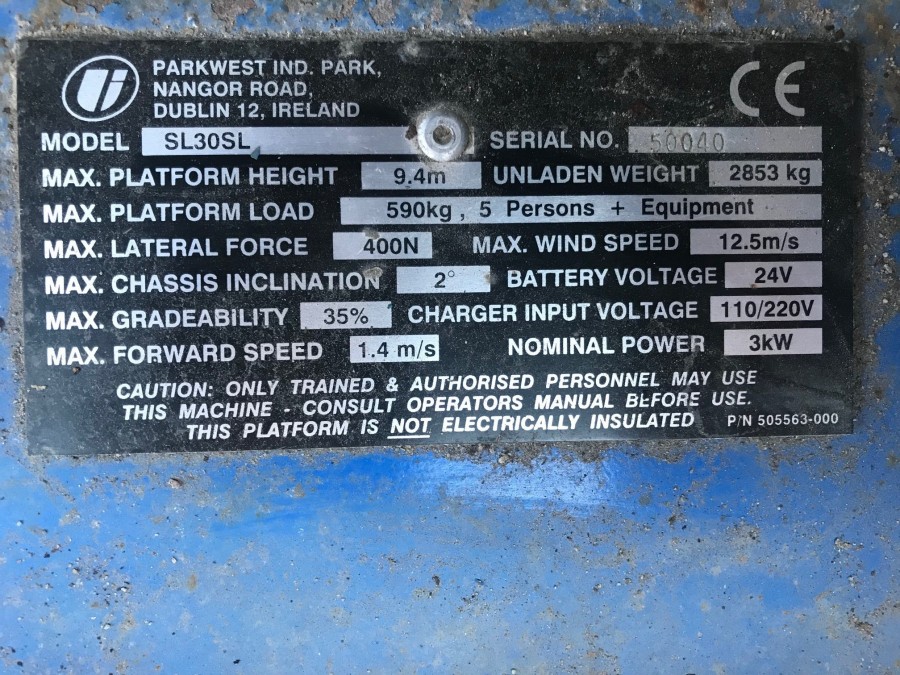 PARKWEST IND. PARK,
NANGOR ROAD,
DUBLIN 12, IRELAND
CE
MODEL SL30SL SERIAL NO. 50040
MAX. PLATFORM HEIGHT 9.4m UNLADEN WEIGHT 2853 kg
MAX. PLATFORM LOAD 590kg , 5 Persons + Equipment
MAX. LATERAL FORCE 400N MAX. WIND SPEED 12.5m/s
MAX. CHASSIS INCLINATION 2° BATTERY VOLTAGE 24V
MAX. GRADEABILITY 35% CHARGER INPUT VOLTAGE 110/220V
MAX. FORWARD SPEED 1.4 m/s NOMINAL POWER 3kW
CAUTION: ONLY TRAINED & AUTHORISED PERSONNEL MAY USE
THIS MACHINE - CONSULT OPERATORS MANUAL BEFORE USE.
THIS PLATFORM IS NOT ELECTRICALLY INSULATED P/N 505563-000